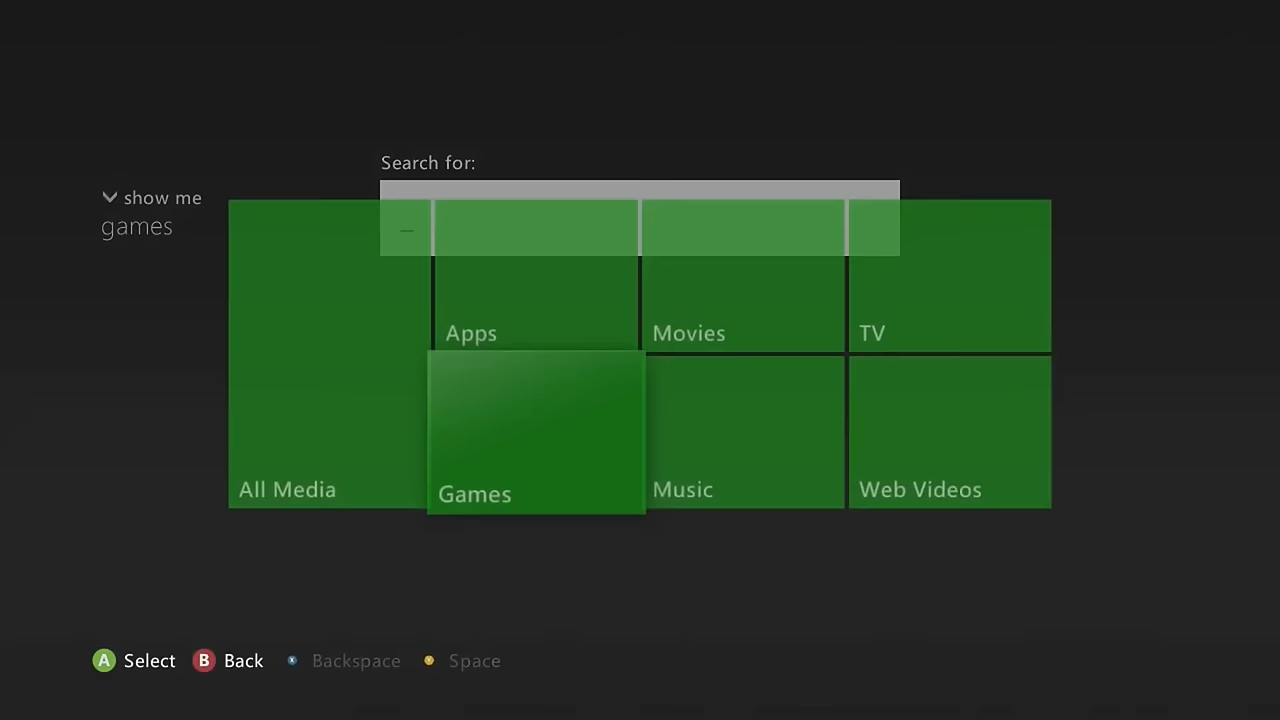 Search for:
show me
games
Apps
Movies
TV
All Media
Games
Music
Web Videos
A Select B Back X Backspace Y Space